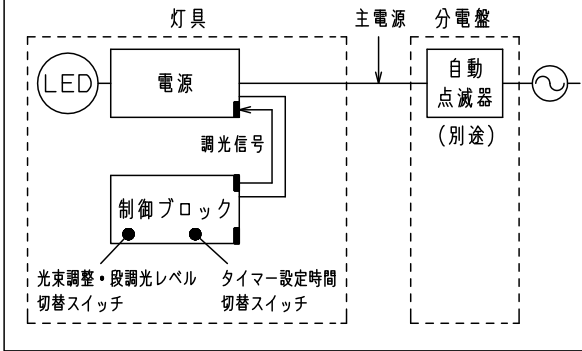 灯具
主電源
分電盤
LED
電源
自動
点滅器
(別途)
調光信号
制御ブロック
光束調整・段調光レベル
切替スイッチ
タイマー設定時間
切替スイッチ